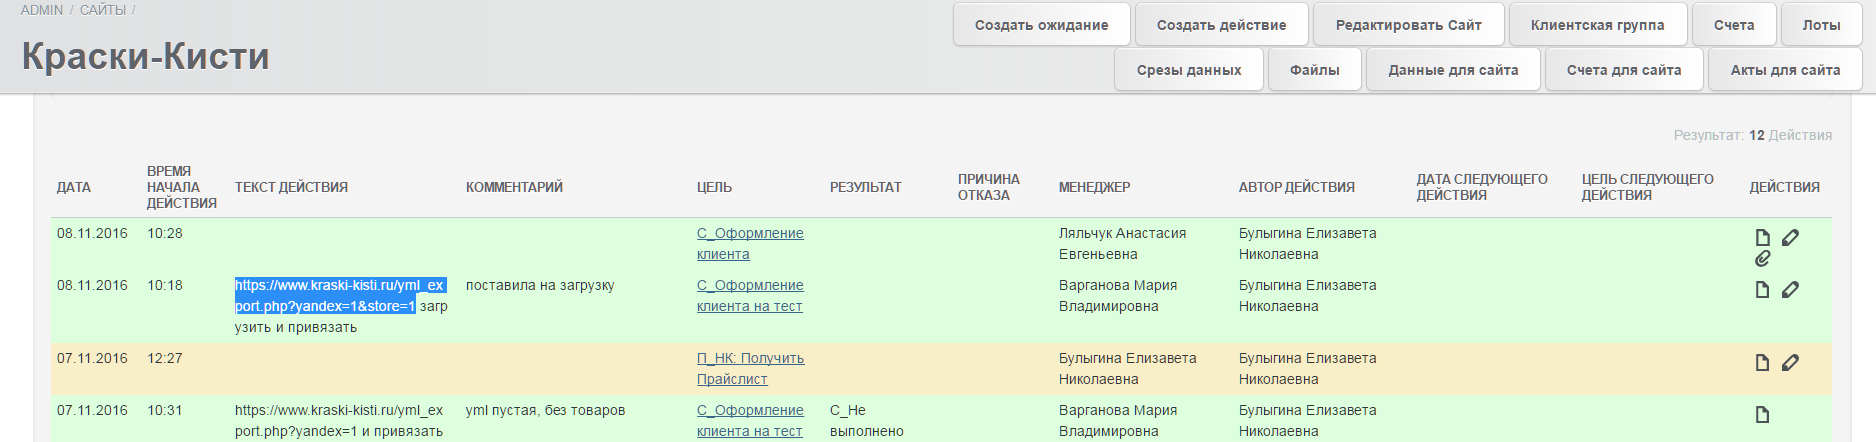 ADMIN / САЙТЫ /
Краски-Кисти
Создать ожидание Создать действие Редактировать Сайт Клиентская группа Счета Лоты
Срезы данных Файлы Данные для сайта Счета для сайта Акты для сайта
Результат: 12 Действия
ДАТА ВРЕМЯ НАЧАЛА ДЕЙСТВИЯ ТЕКСТ ДЕЙСТВИЯ КОММЕНТАРИЙ ЦЕЛЬ РЕЗУЛЬТАТ ПРИЧИНА ОТКАЗА МЕНЕДЖЕР АВТОР ДЕЙСТВИЯ ДАТА СЛЕДУЮЩЕГО ДЕЙСТВИЯ ЦЕЛЬ СЛЕДУЮЩЕГО ДЕЙСТВИЯ ДЕЙСТВИЯ
08.11.2016 10:28 С_Оформление Ляльчук Анастасия Булыгина Елизавета
клиента Евгеньевна Николаевна
08.11.2016 10:18 https://www.kraski-kisti.ru/yml_ex поставила на загрузку С_Оформление Варганова Мария Булыгина Елизавета
port.php?yandex=1&store=1 загр клиента на тест Владимировна Николаевна
узить и привязать
07.11.2016 12:27 П_НК: Получить Булыгина Елизавета Булыгина Елизавета
Прайслист Николаевна Николаевна
07.11.2016 10:31 https://www.kraski-kisti.ru/yml_ex yml пустая, без товаров С_Оформление С_Не Варганова Мария Булыгина Елизавета
port.php?yandex=1 и привязать клиента на тест выполнено Владимировна Николаевна